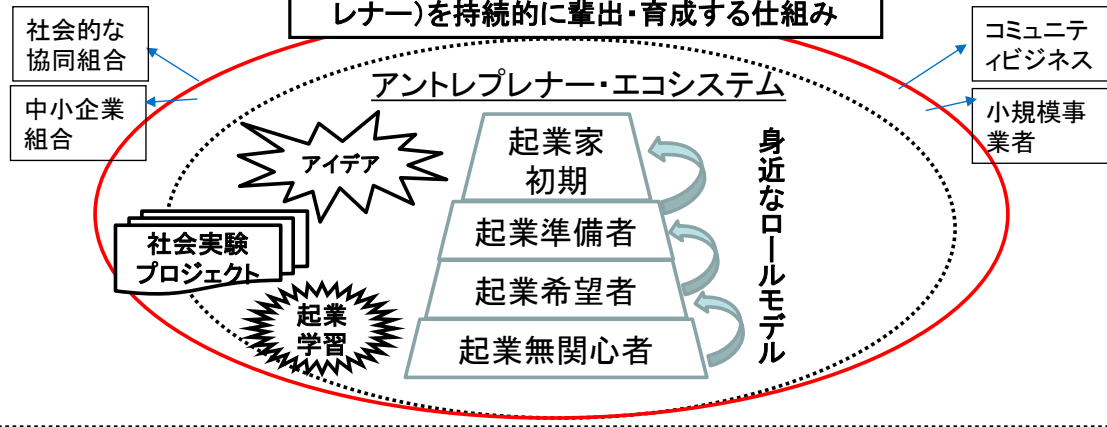 レナー)を持続的に輩出・育成する仕組み
社会的な
協同組合
中小企業
組合
コミュニテ
ィビジネス
小規模事
業者
アントレプレナー・エコシステム
アイデア
社会実験
プロジェクト
起業
学習
起業家
初期
起業準備者
起業希望者
起業無関心者
身近なロールモデル